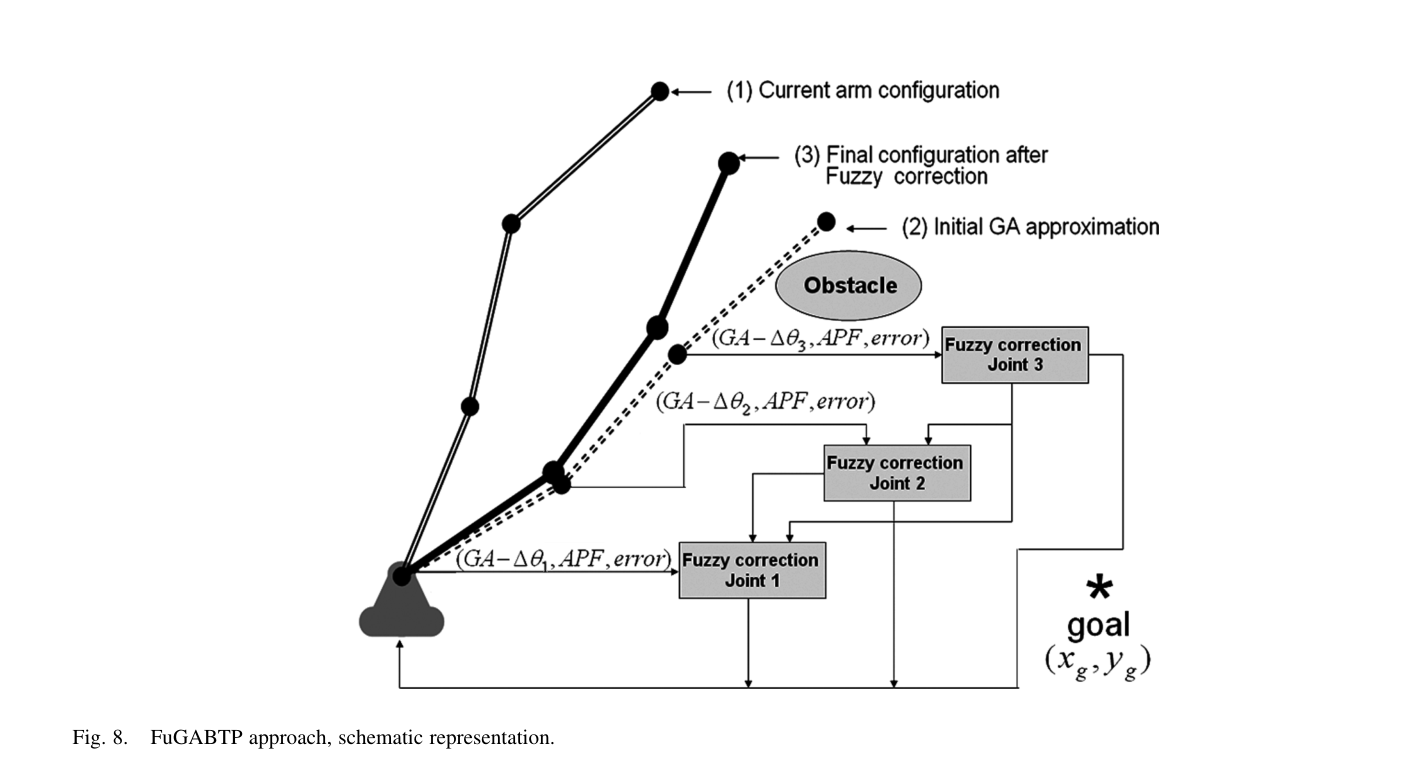 (1) Current arm configuration
(3) Final configuration after
Fuzzy correction
(2) Initial GA approximation
Obstacle
(GA−Δθ₃,APF,error)
Fuzzy correction
Joint 3
(GA−Δθ₂,APF,error)
Fuzzy correction
Joint 2
(GA−Δθ₁,APF,error)
Fuzzy correction
Joint 1
*
goal
(x_g,y_g)
Fig. 8. FuGABTP approach, schematic representation.